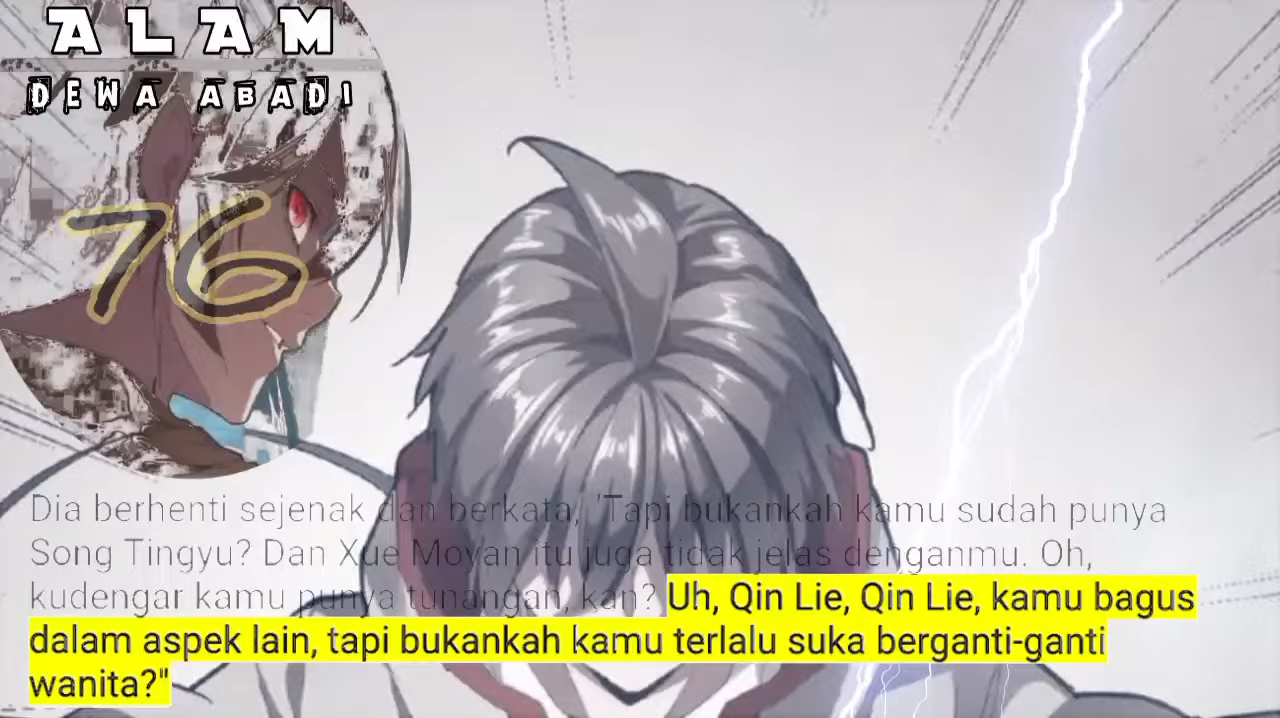 ALAM
DEWA ABADI
76
Dia berhenti sejenak dan berkata, 'Tapi bukankah kamu sudah punya
Song Tingyu? Dan Xue Moyan itu juga tidak jelas denganmu. Oh,
kudengar kamu punya tunangan, kan? Uh, Qin Lie, Qin Lie, kamu bagus
dalam aspek lain, tapi bukankah kamu terlalu suka berganti-ganti
wanita?"